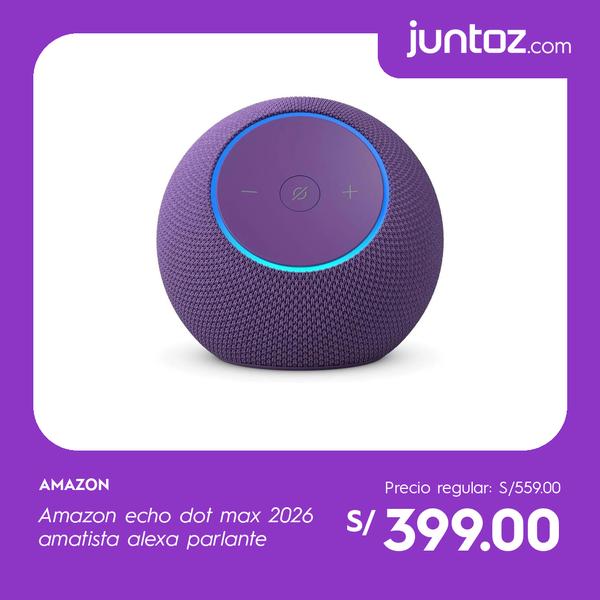 juntoz.com
AMAZON
Amazon echo dot max 2026
amatista alexa parlante
Precio regular: S/559.00
S/ 399.00